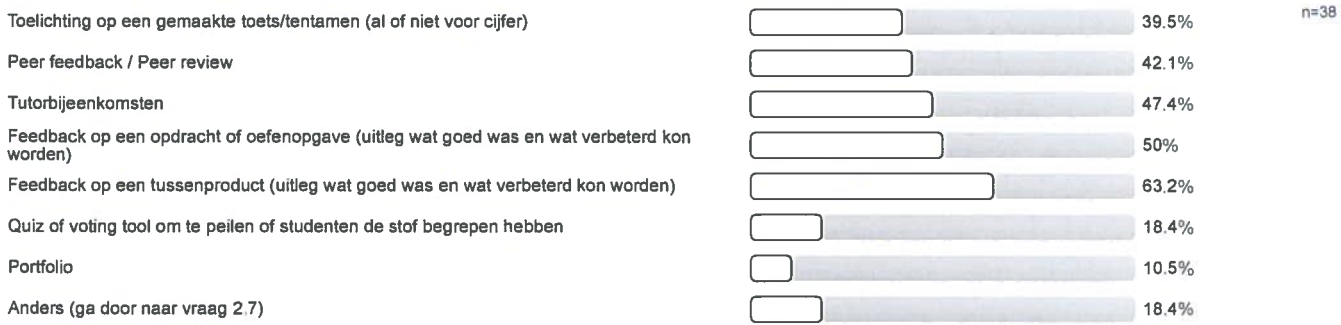 Toelichting op een gemaakte toets/tentamen (al of niet voor cijfer) 39.5% n=38
Peer feedback / Peer review 42.1%
Tutorbijeenkomsten 47.4%
Feedback op een opdracht of oefenopgave (uitleg wat goed was en wat verbeterd kon
worden) 50%
Feedback op een tussenproduct (uitleg wat goed was en wat verbeterd kon worden) 63.2%
Quiz of voting tool om te peilen of studenten de stof begrepen hebben 18.4%
Portfolio 10.5%
Anders (ga door naar vraag 2.7) 18.4%